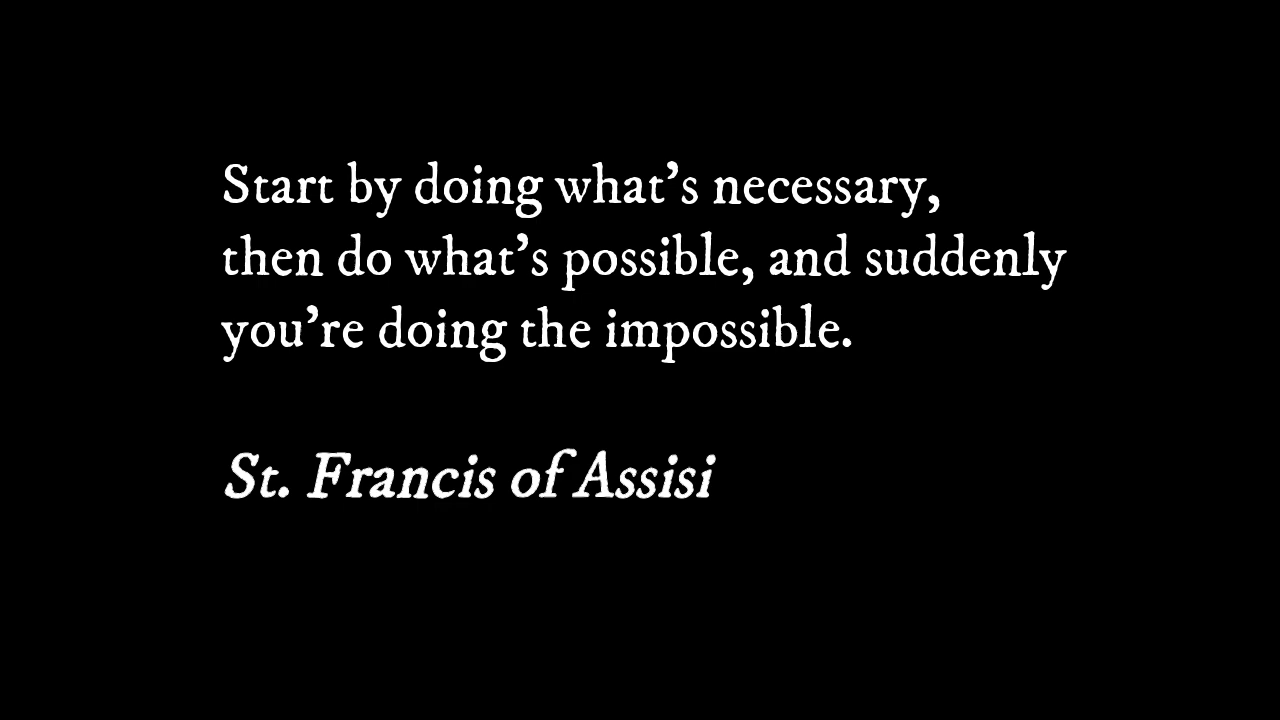 Start by doing what’s necessary,
then do what’s possible, and suddenly
you’re doing the impossible.
St. Francis of Assisi